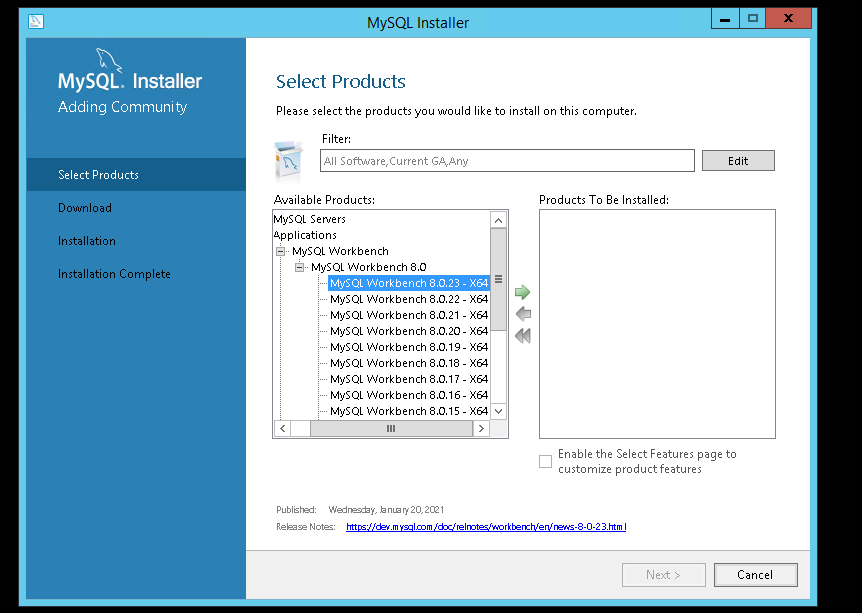 MySQL Installer
MySQL. Installer
Adding Community
Select Products
Download
Installation
Installation Complete
Select Products
Please select the products you would like to install on this computer.
Filter:
All Software,Current GA,Any
Edit
Available Products:
MySQL Servers
Applications
MySQL Workbench
MySQL Workbench 8.0
MySQL Workbench 8.0.23 - X64
MySQL Workbench 8.0.22 - X64
MySQL Workbench 8.0.21 - X64
MySQL Workbench 8.0.20 - X64
MySQL Workbench 8.0.19 - X64
MySQL Workbench 8.0.18 - X64
MySQL Workbench 8.0.17 - X64
MySQL Workbench 8.0.16 - X64
MySQL Workbench 8.0.15 - X64
Products To Be Installed:
Enable the Select Features page to
customize product features
Published: Wednesday, January 20, 2021
Release Notes: https://dev.mysql.com/doc/relnotes/workbench/en/news-8-0-23.html
Next >
Cancel